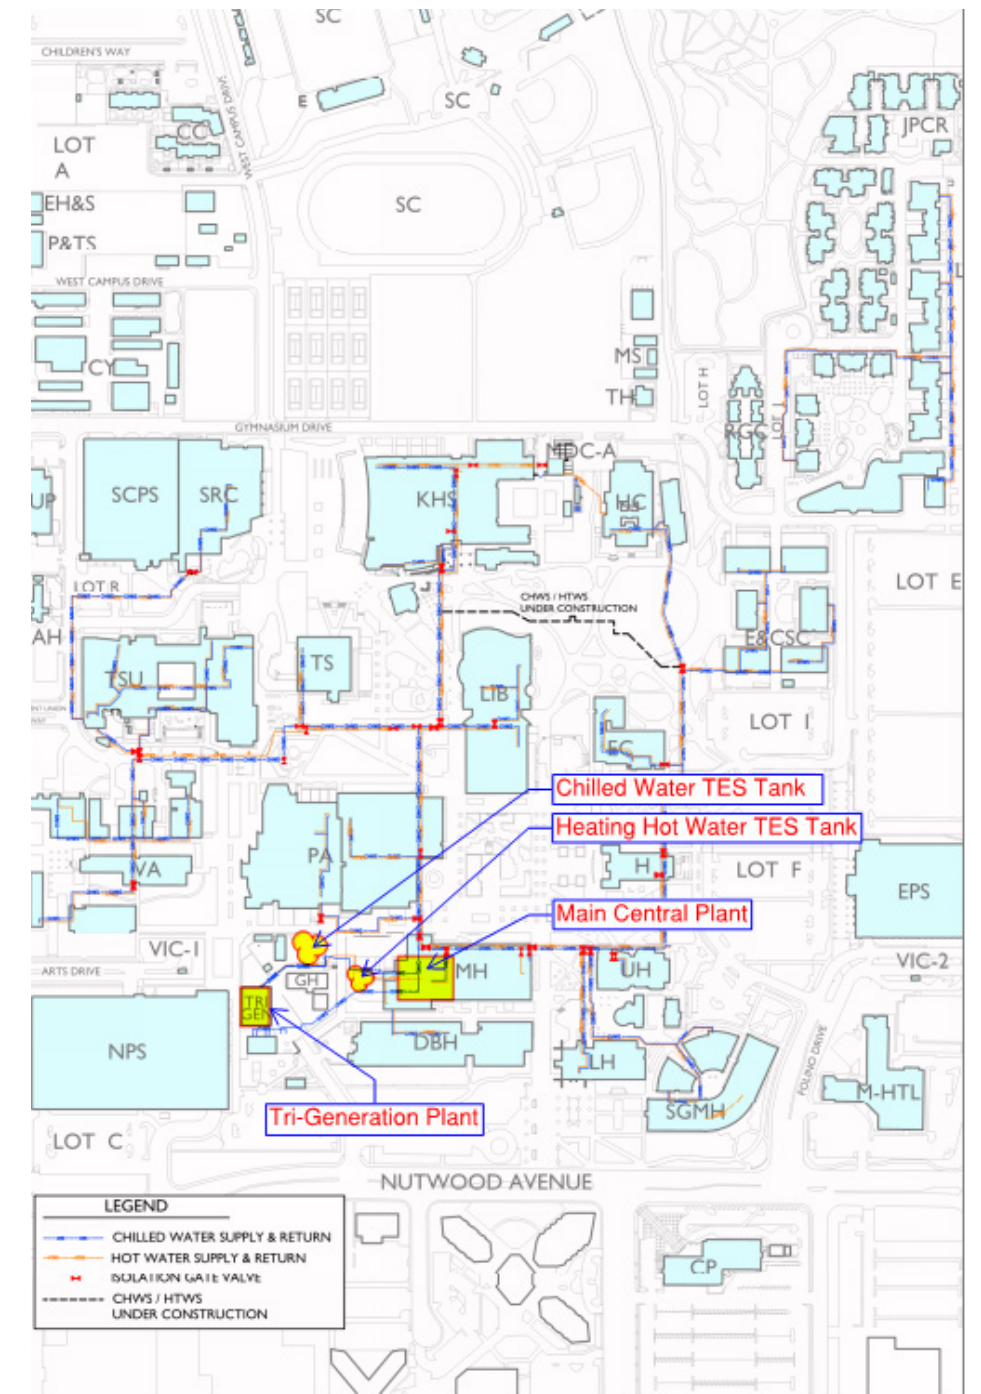 SC
CHILDREN'S WAY
E
SC
WEST CAMPUS DRIVE
CC
JPCR
LOT
A
SC
EH&S
P&TS
WEST CAMPUS DRIVE
L
MS
CY
TH
LOT H
LOT J
RGC
GYMNASIUM DRIVE
MDC-A
SCPS
SRC
KHS
HC
UP
LOT R
LOT E
CHWS / HTWS
UNDER CONSTRUCTION
AH
E&CSC
TSU
TS
LIB
LOT I
EC
Chilled Water TES Tank
Heating Hot Water TES Tank
PA
H
LOT F
VA
EPS
Main Central Plant
VIC-1
VIC-2
ARTS DRIVE
GH
MH
UH
TRI
GEN
NPS
DBH
LH
FOLINO DRIVE
M-HTL
SGMH
Tri-Generation Plant
LOT C
NUTWOOD AVENUE
LEGEND
CHILLED WATER SUPPLY & RETURN
HOT WATER SUPPLY & RETURN
ISOLATION GATE VALVE
CHWS / HTWS
UNDER CONSTRUCTION
CP